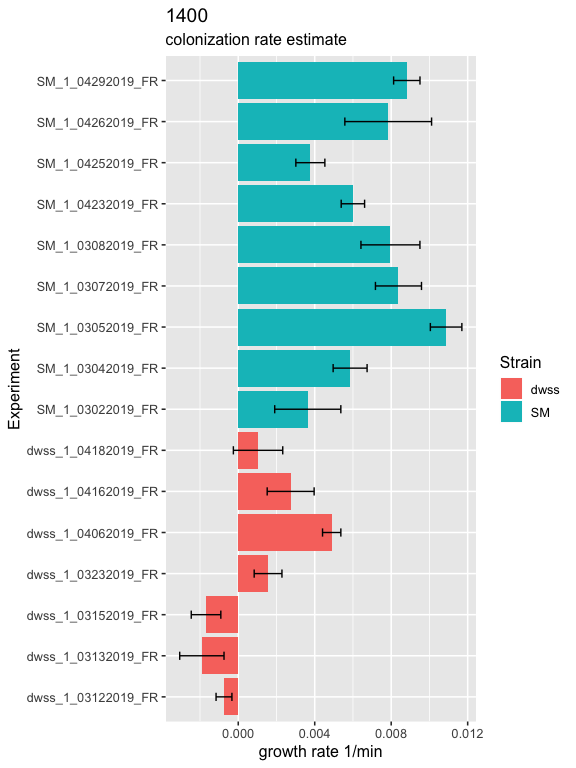 1400
colonization rate estimate
SM_1_04292019_FR
SM_1_04262019_FR
SM_1_04252019_FR
SM_1_04232019_FR
SM_1_03082019_FR
SM_1_03072019_FR
SM_1_03052019_FR
SM_1_03042019_FR
SM_1_03022019_FR
dwss_1_04182019_FR
dwss_1_04162019_FR
dwss_1_04062019_FR
dwss_1_03232019_FR
dwss_1_03152019_FR
dwss_1_03132019_FR
dwss_1_03122019_FR
Experiment
0.000 0.004 0.008 0.012
growth rate 1/min
Strain
dwss
SM